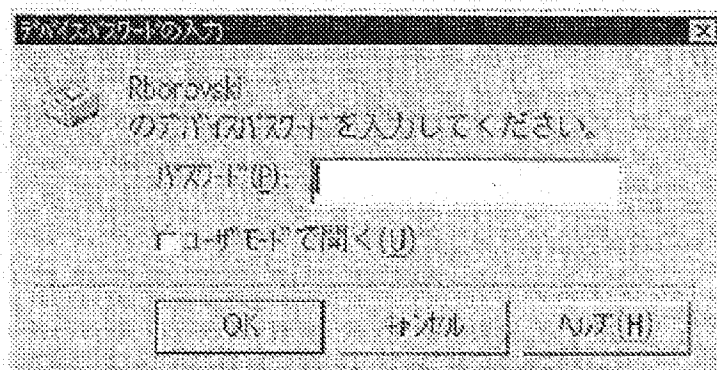 デバイスパスワードの入力
Rborovski
のデバイスパスワードを入力してください。
パスワード(P):
ユーザモードで開く(U)
OK
キャンセル
ヘルプ(H)